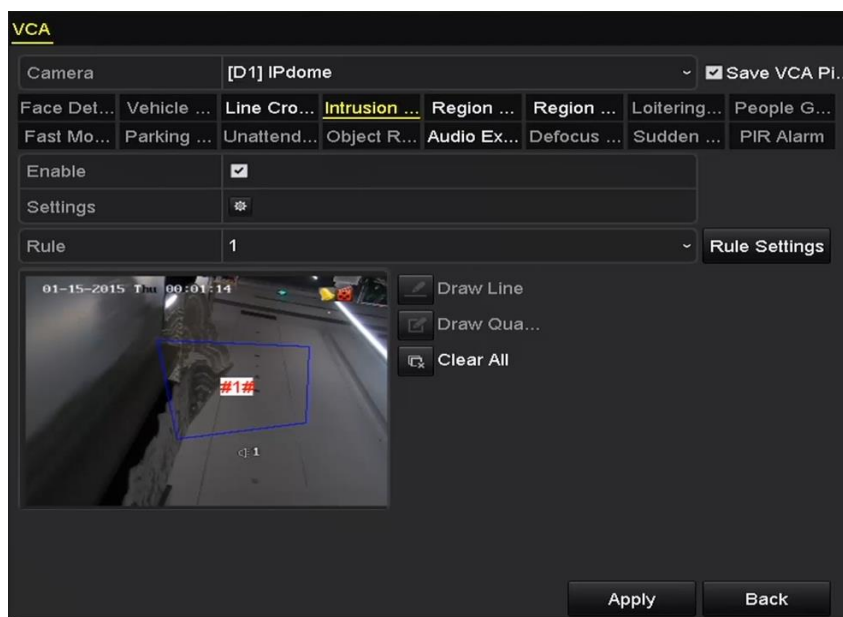 VCA
Camera [D1] IPdome Save VCA Pi..
Face Det... Vehicle ... Line Cro... Intrusion ... Region ... Region ... Loitering... People G...
Fast Mo... Parking ... Unattend... Object R... Audio Ex... Defocus ... Sudden ... PIR Alarm
Enable
Settings
Rule 1 Rule Settings
01-15-2015 Thu 00:01:14
Draw Line
Draw Qua...
Clear All
#1#
1
Apply Back